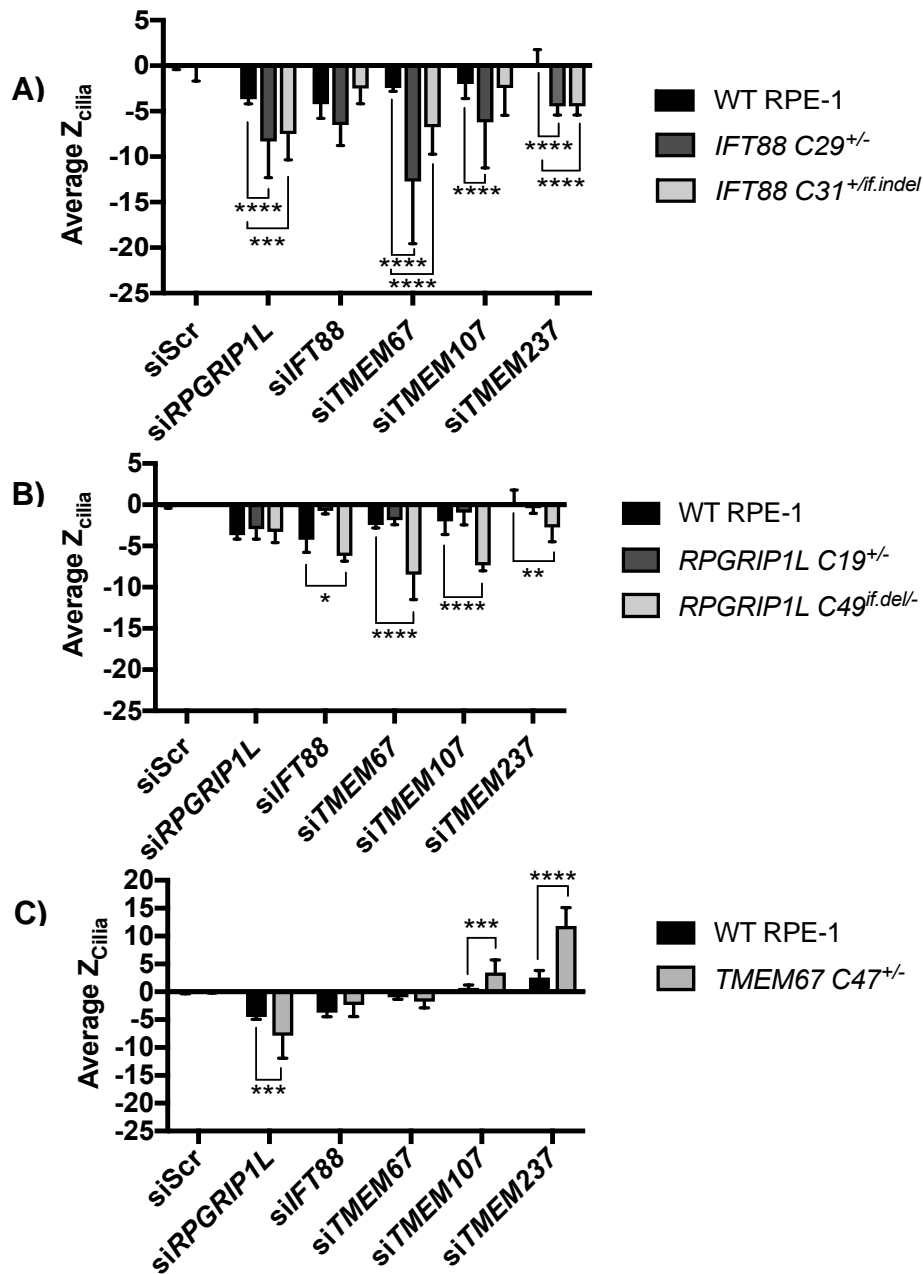 A)
Average Z_cilia
5
0
-5
-10
-15
-20
-25
****
***
****
****
****
****
****
siScr
siRPGRIP1L
siIFT88
siTMEM67
siTMEM107
siTMEM237
WT RPE-1
IFT88 C29+/-
IFT88 C31+/if.indel
B)
Average Z_cilia
5
0
-5
-10
-15
-20
-25
*
****
****
**
siScr
siRPGRIP1L
siIFT88
siTMEM67
siTMEM107
siTMEM237
WT RPE-1
RPGRIP1L C19+/-
RPGRIP1L C49if.del/-
C)
Average Z_Cilia
20
15
10
5
0
-5
-10
-15
-20
-25
***
***
****
siScr
siRPGRIP1L
siIFT88
siTMEM67
siTMEM107
siTMEM237
WT RPE-1
TMEM67 C47+/-